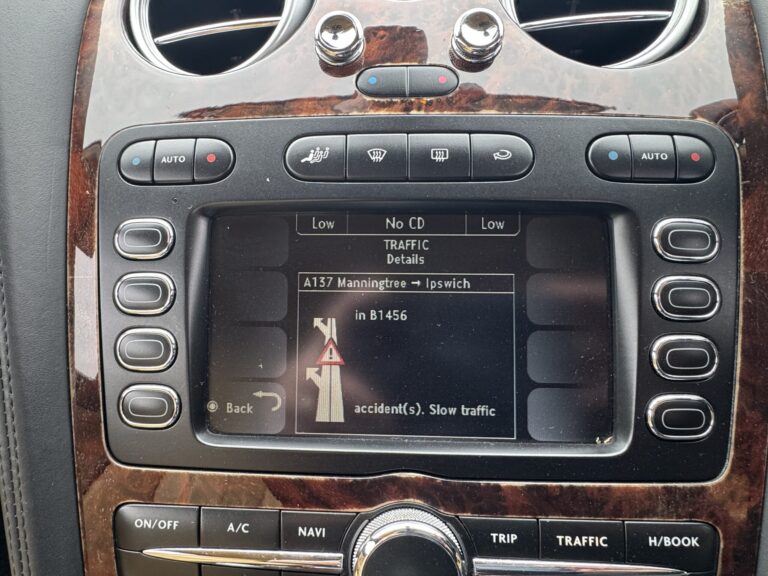 AUTO
AUTO
Low No CD Low
TRAFFIC
Details
A137 Manningtree → Ipswich
in B1456
accident(s). Slow traffic
Back
ON/OFF A/C NAVI TRIP TRAFFIC H/BOOK